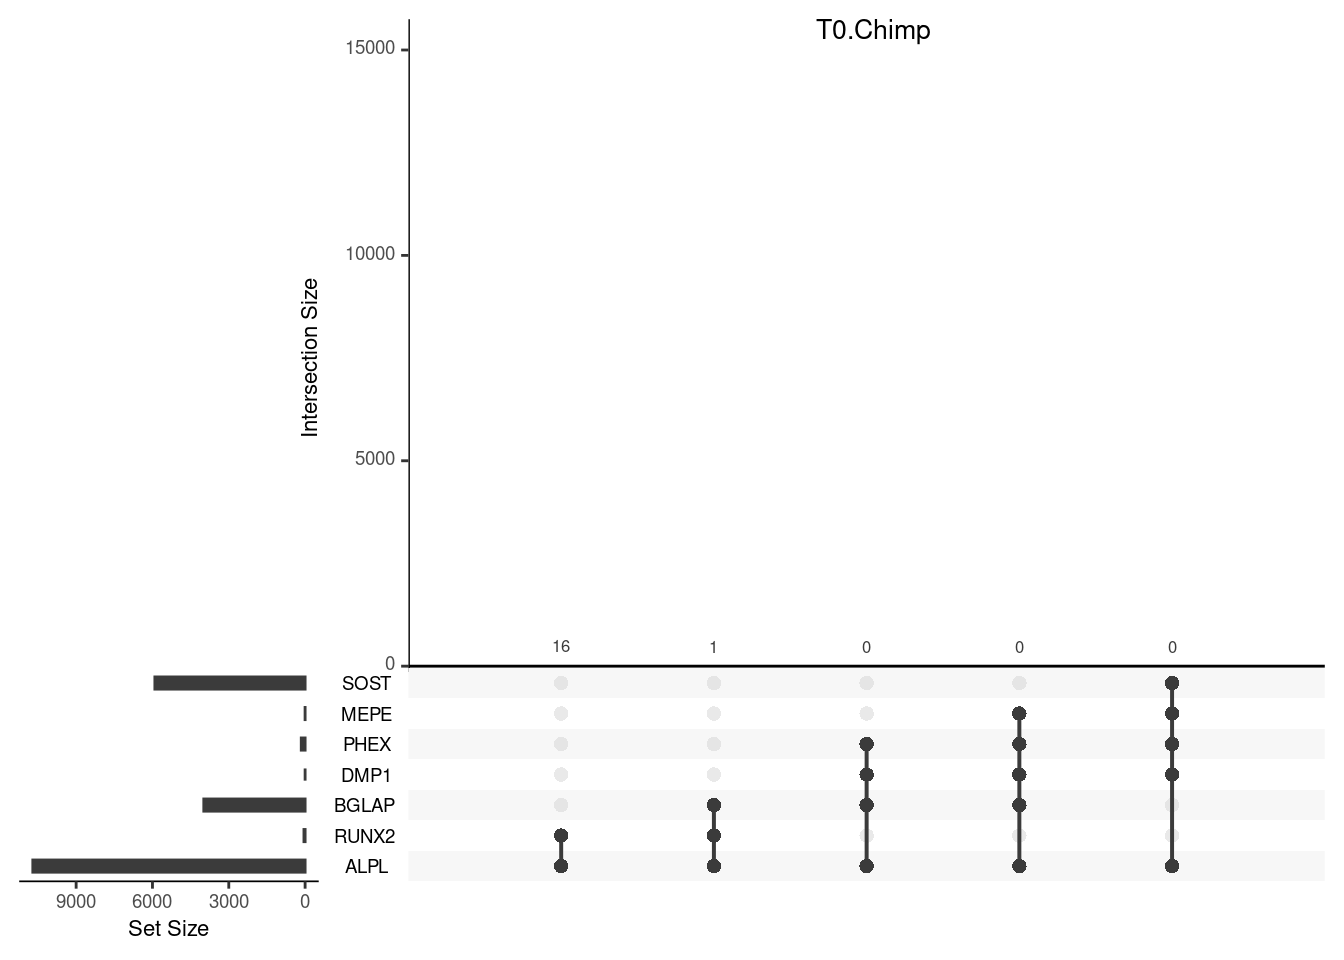 T0.Chimp
15000
10000
5000
0
Intersection Size
16 1 0 0 0
SOST
MEPE
PHEX
DMP1
BGLAP
RUNX2
ALPL
9000 6000 3000 0
Set Size